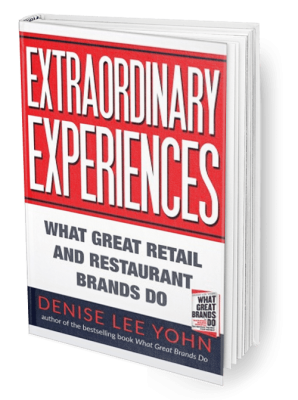 EXTRAORDINARY
EXPERIENCES
WHAT GREAT RETAIL
AND RESTAURANT
BRANDS DO
WHAT
GREAT
BRANDS
DO
DENISE LEE YOHN
author of the bestselling book What Great Brands Do